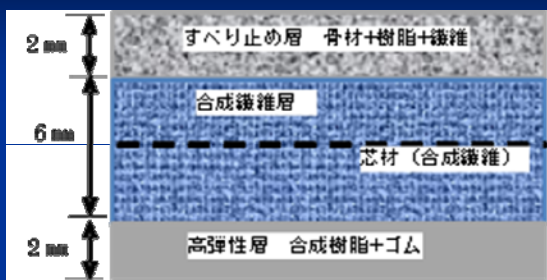 2㎜
すべり止め層 骨材+樹脂+繊維
合成繊維層
6㎜
芯材（合成繊維）
2㎜
高弾性層 合成樹脂+ゴム